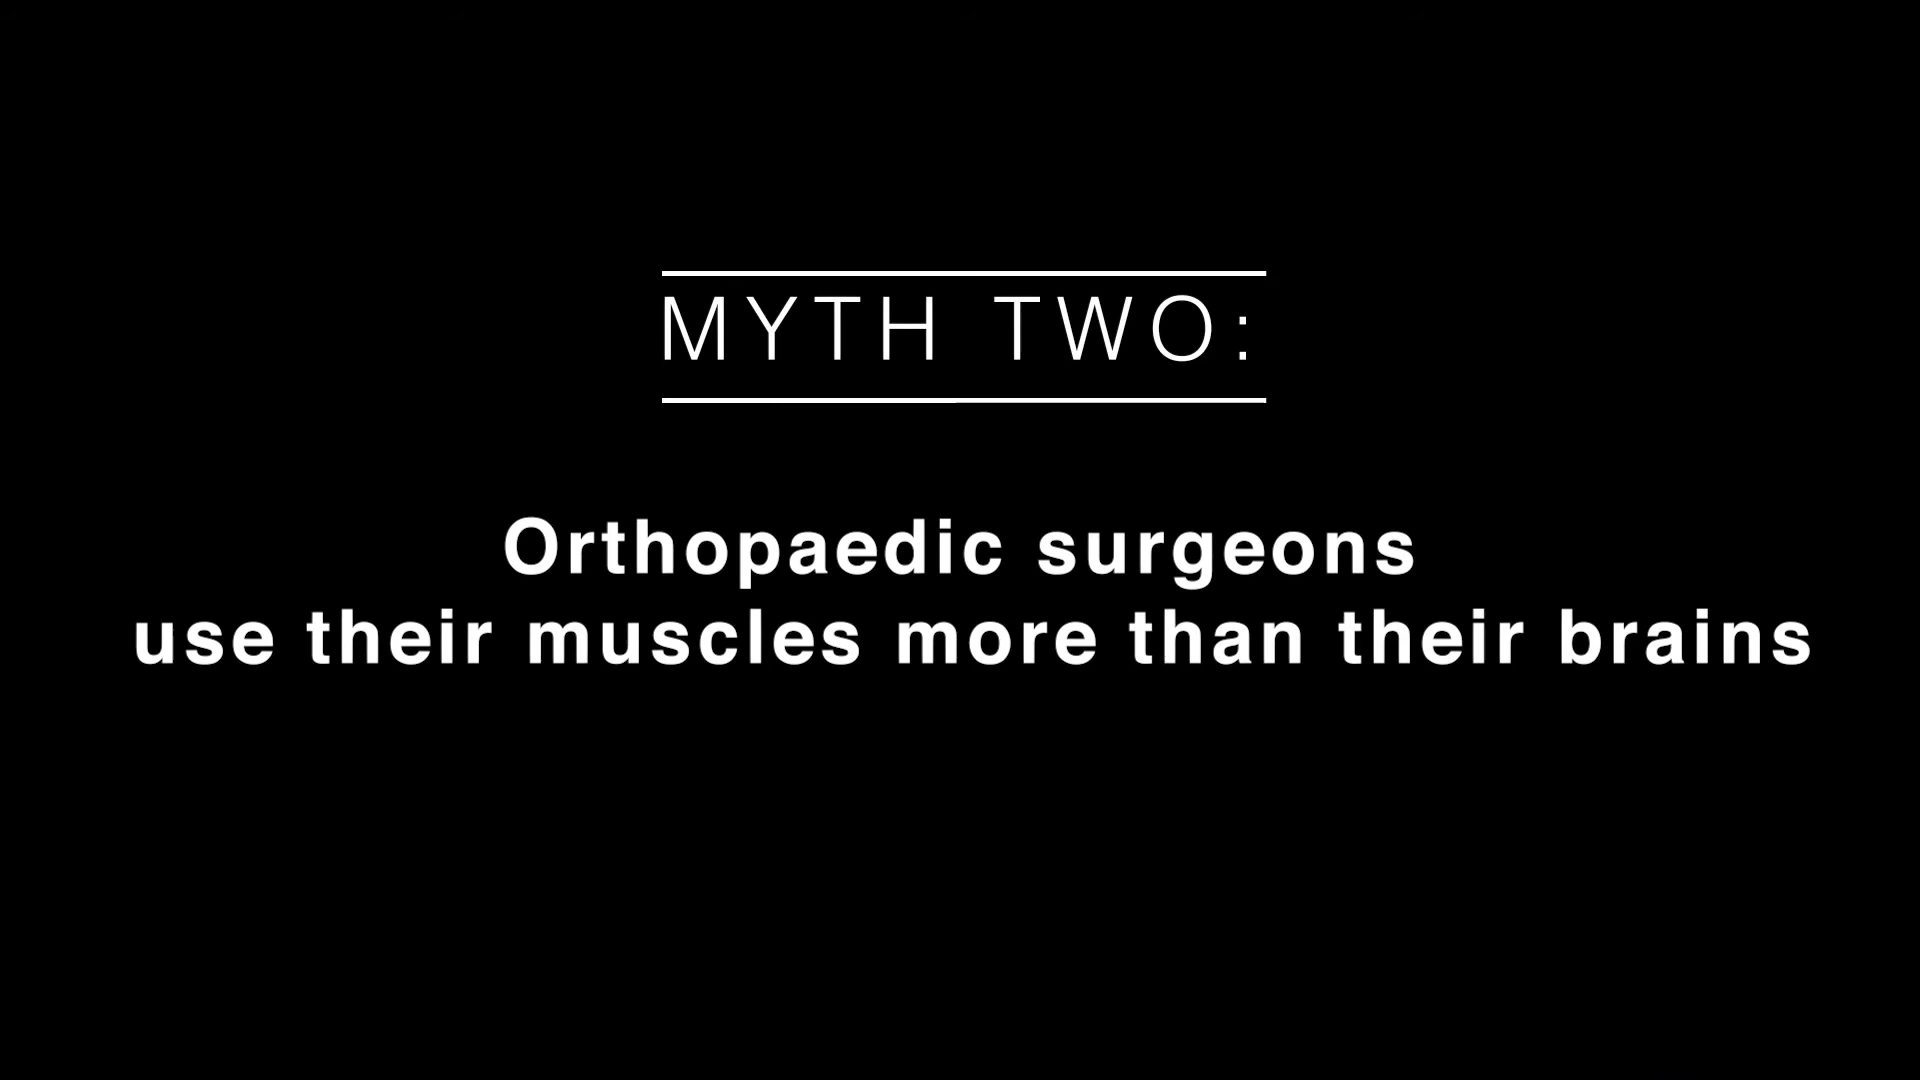 MYTH TWO:
Orthopaedic surgeons
use their muscles more than their brains